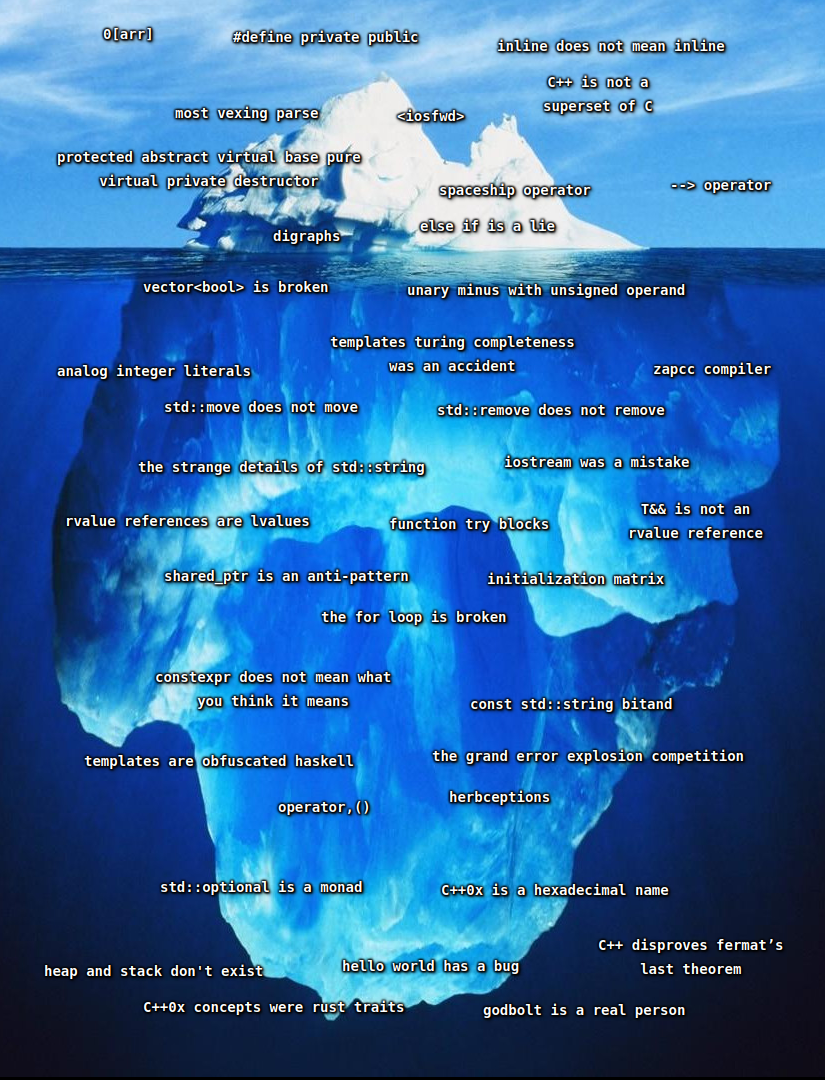 0[arr]
#define private public
inline does not mean inline
C++ is not a
superset of C
most vexing parse
<iosfwd>
protected abstract virtual base pure
virtual private destructor
spaceship operator
--> operator
else if is a lie
digraphs
vector<bool> is broken
unary minus with unsigned operand
templates turing completeness
was an accident
analog integer literals
zapcc compiler
std::move does not move
std::remove does not remove
the strange details of std::string
iostream was a mistake
rvalue references are lvalues
function try blocks
T&& is not an
rvalue reference
shared_ptr is an anti-pattern
initialization matrix
the for loop is broken
constexpr does not mean what
you think it means
const std::string bitand
templates are obfuscated haskell
the grand error explosion competition
operator,()
herbceptions
std::optional is a monad
C++0x is a hexadecimal name
C++ disproves fermat’s
last theorem
heap and stack don't exist
hello world has a bug
C++0x concepts were rust traits
godbolt is a real person